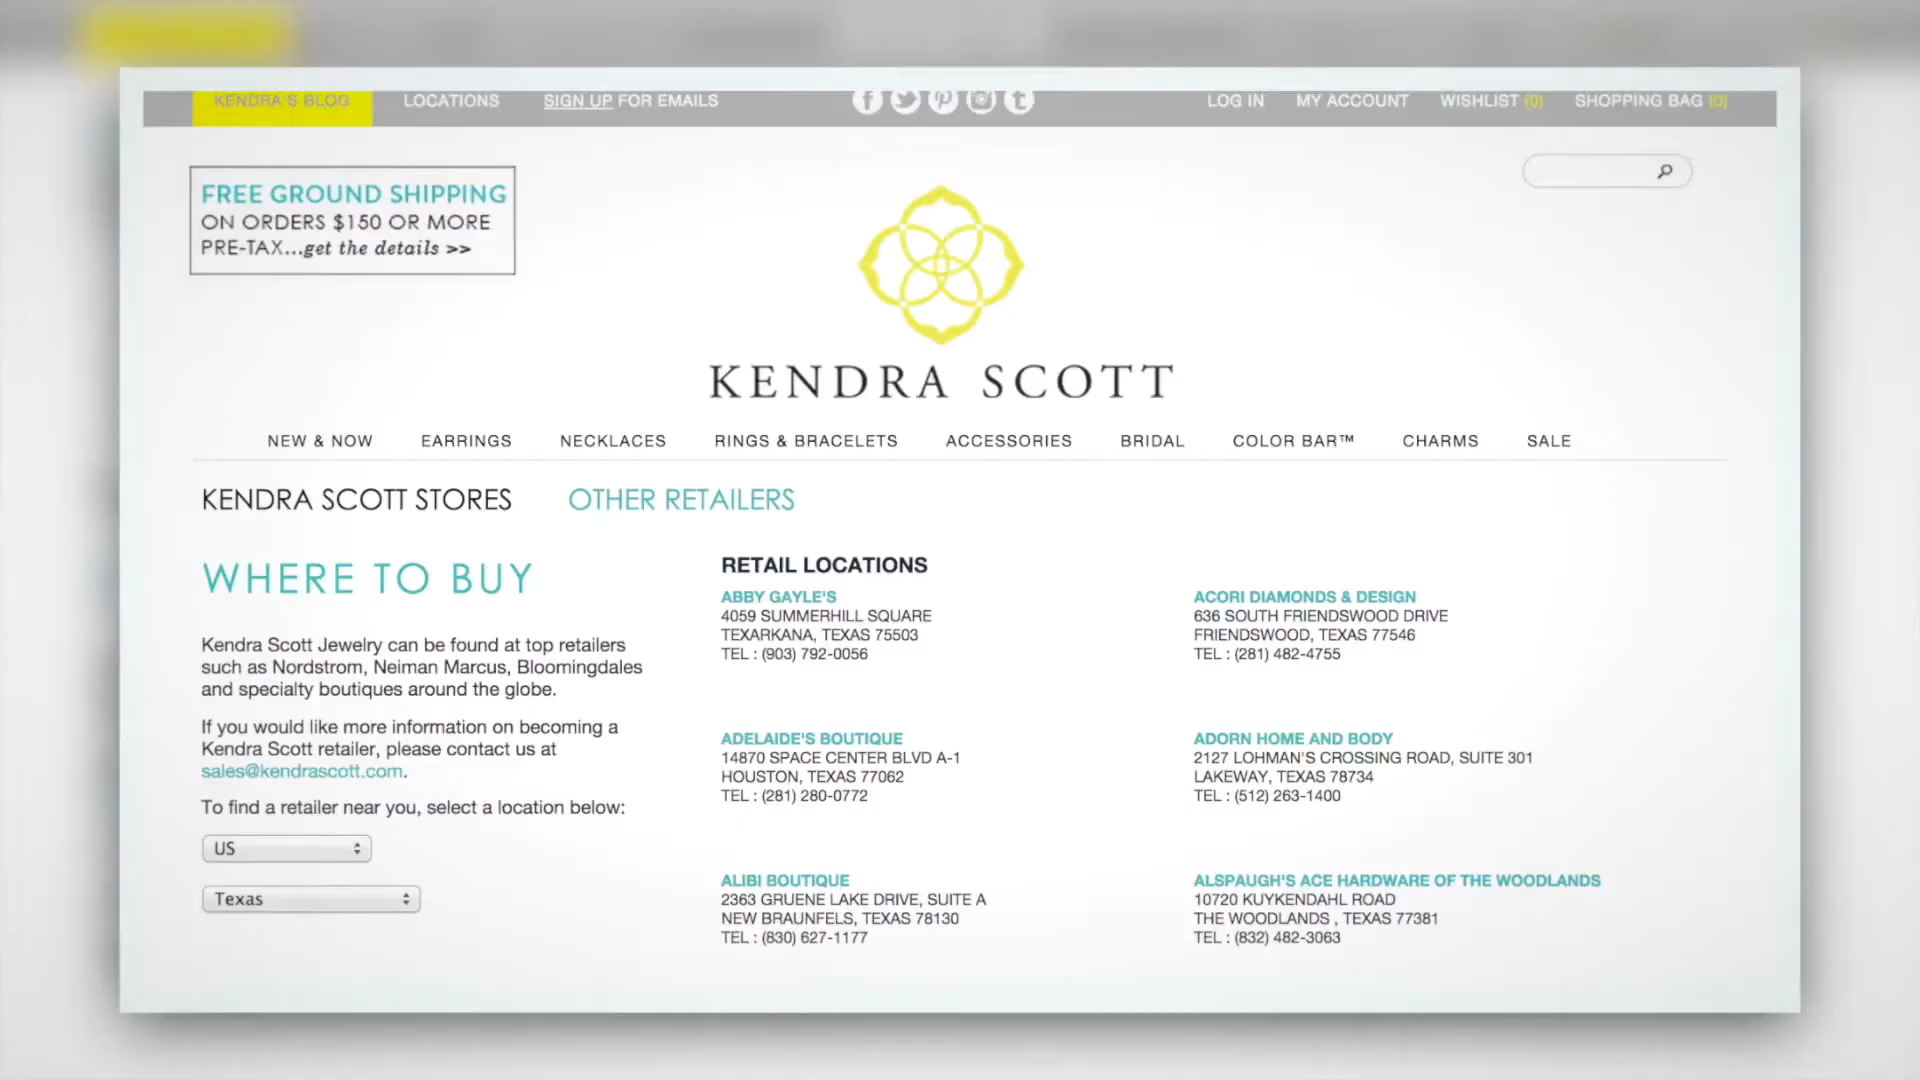 KENDRA'S BLOG
LOCATIONS
SIGN UP FOR EMAILS
LOG IN
MY ACCOUNT
WISHLIST (0)
SHOPPING BAG (0)
FREE GROUND SHIPPING
ON ORDERS $150 OR MORE
PRE-TAX...get the details >>
KENDRA SCOTT
NEW & NOW
EARRINGS
NECKLACES
RINGS & BRACELETS
ACCESSORIES
BRIDAL
COLOR BAR™
CHARMS
SALE
KENDRA SCOTT STORES
OTHER RETAILERS
WHERE TO BUY
Kendra Scott Jewelry can be found at top retailers
such as Nordstrom, Neiman Marcus, Bloomingdales
and specialty boutiques around the globe.
If you would like more information on becoming a
Kendra Scott retailer, please contact us at
sales@kendrascott.com.
To find a retailer near you, select a location below:
US
Texas
RETAIL LOCATIONS
ABBY GAYLE'S
4059 SUMMERHILL SQUARE
TEXARKANA, TEXAS 75503
TEL : (903) 792-0056
ACORI DIAMONDS & DESIGN
636 SOUTH FRIENDSWOOD DRIVE
FRIENDSWOOD, TEXAS 77546
TEL : (281) 482-4755
ADELAIDE'S BOUTIQUE
14870 SPACE CENTER BLVD A-1
HOUSTON, TEXAS 77062
TEL : (281) 280-0772
ADORN HOME AND BODY
2127 LOHMAN'S CROSSING ROAD, SUITE 301
LAKEWAY, TEXAS 78734
TEL : (512) 263-1400
ALIBI BOUTIQUE
2363 GRUENE LAKE DRIVE, SUITE A
NEW BRAUNFELS, TEXAS 78130
TEL : (830) 627-1177
ALSPAUGH'S ACE HARDWARE OF THE WOODLANDS
10720 KUYKENDAHL ROAD
THE WOODLANDS , TEXAS 77381
TEL : (832) 482-3063